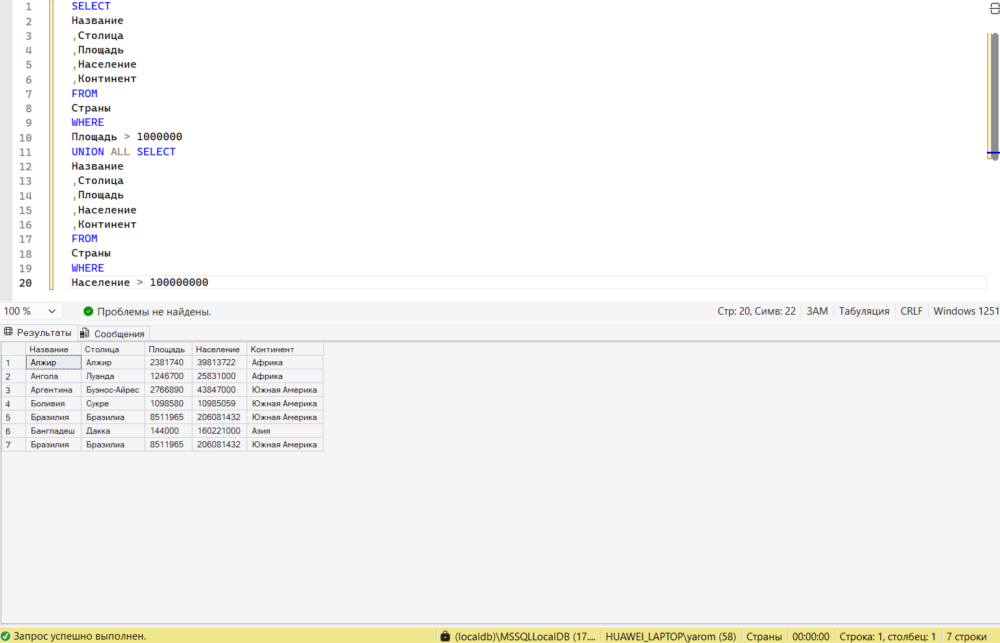 1 SELECT
2 Название
3 ,Столица
4 ,Площадь
5 ,Население
6 ,Континент
7 FROM
8 Страны
9 WHERE
10 Площадь > 1000000
11 UNION ALL SELECT
12 Название
13 ,Столица
14 ,Площадь
15 ,Население
16 ,Континент
17 FROM
18 Страны
19 WHERE
20 Население > 100000000
100 % Проблемы не найдены. Стр: 20, Симв: 22 ЗАМ Табуляция CRLF Windows 1251
Результаты Сообщения
Название Столица Площадь Население Континент
1 Алжир Алжир 2381740 39813722 Африка
2 Ангола Луанда 1246700 25831000 Африка
3 Аргентина Буэнос-Айрес 2766890 43847000 Южная Америка
4 Боливия Сукре 1098580 10985059 Южная Америка
5 Бразилия Бразилиа 8511965 206081432 Южная Америка
6 Бангладеш Дакка 144000 160221000 Азия
7 Бразилия Бразилиа 8511965 206081432 Южная Америка
Запрос успешно выполнен. (localdb)\MSSQLLocalDB (17.... HUAWEI_LAPTOP\yarom (58) Страны 00:00:00 Строка: 1, столбец: 1 7 строки